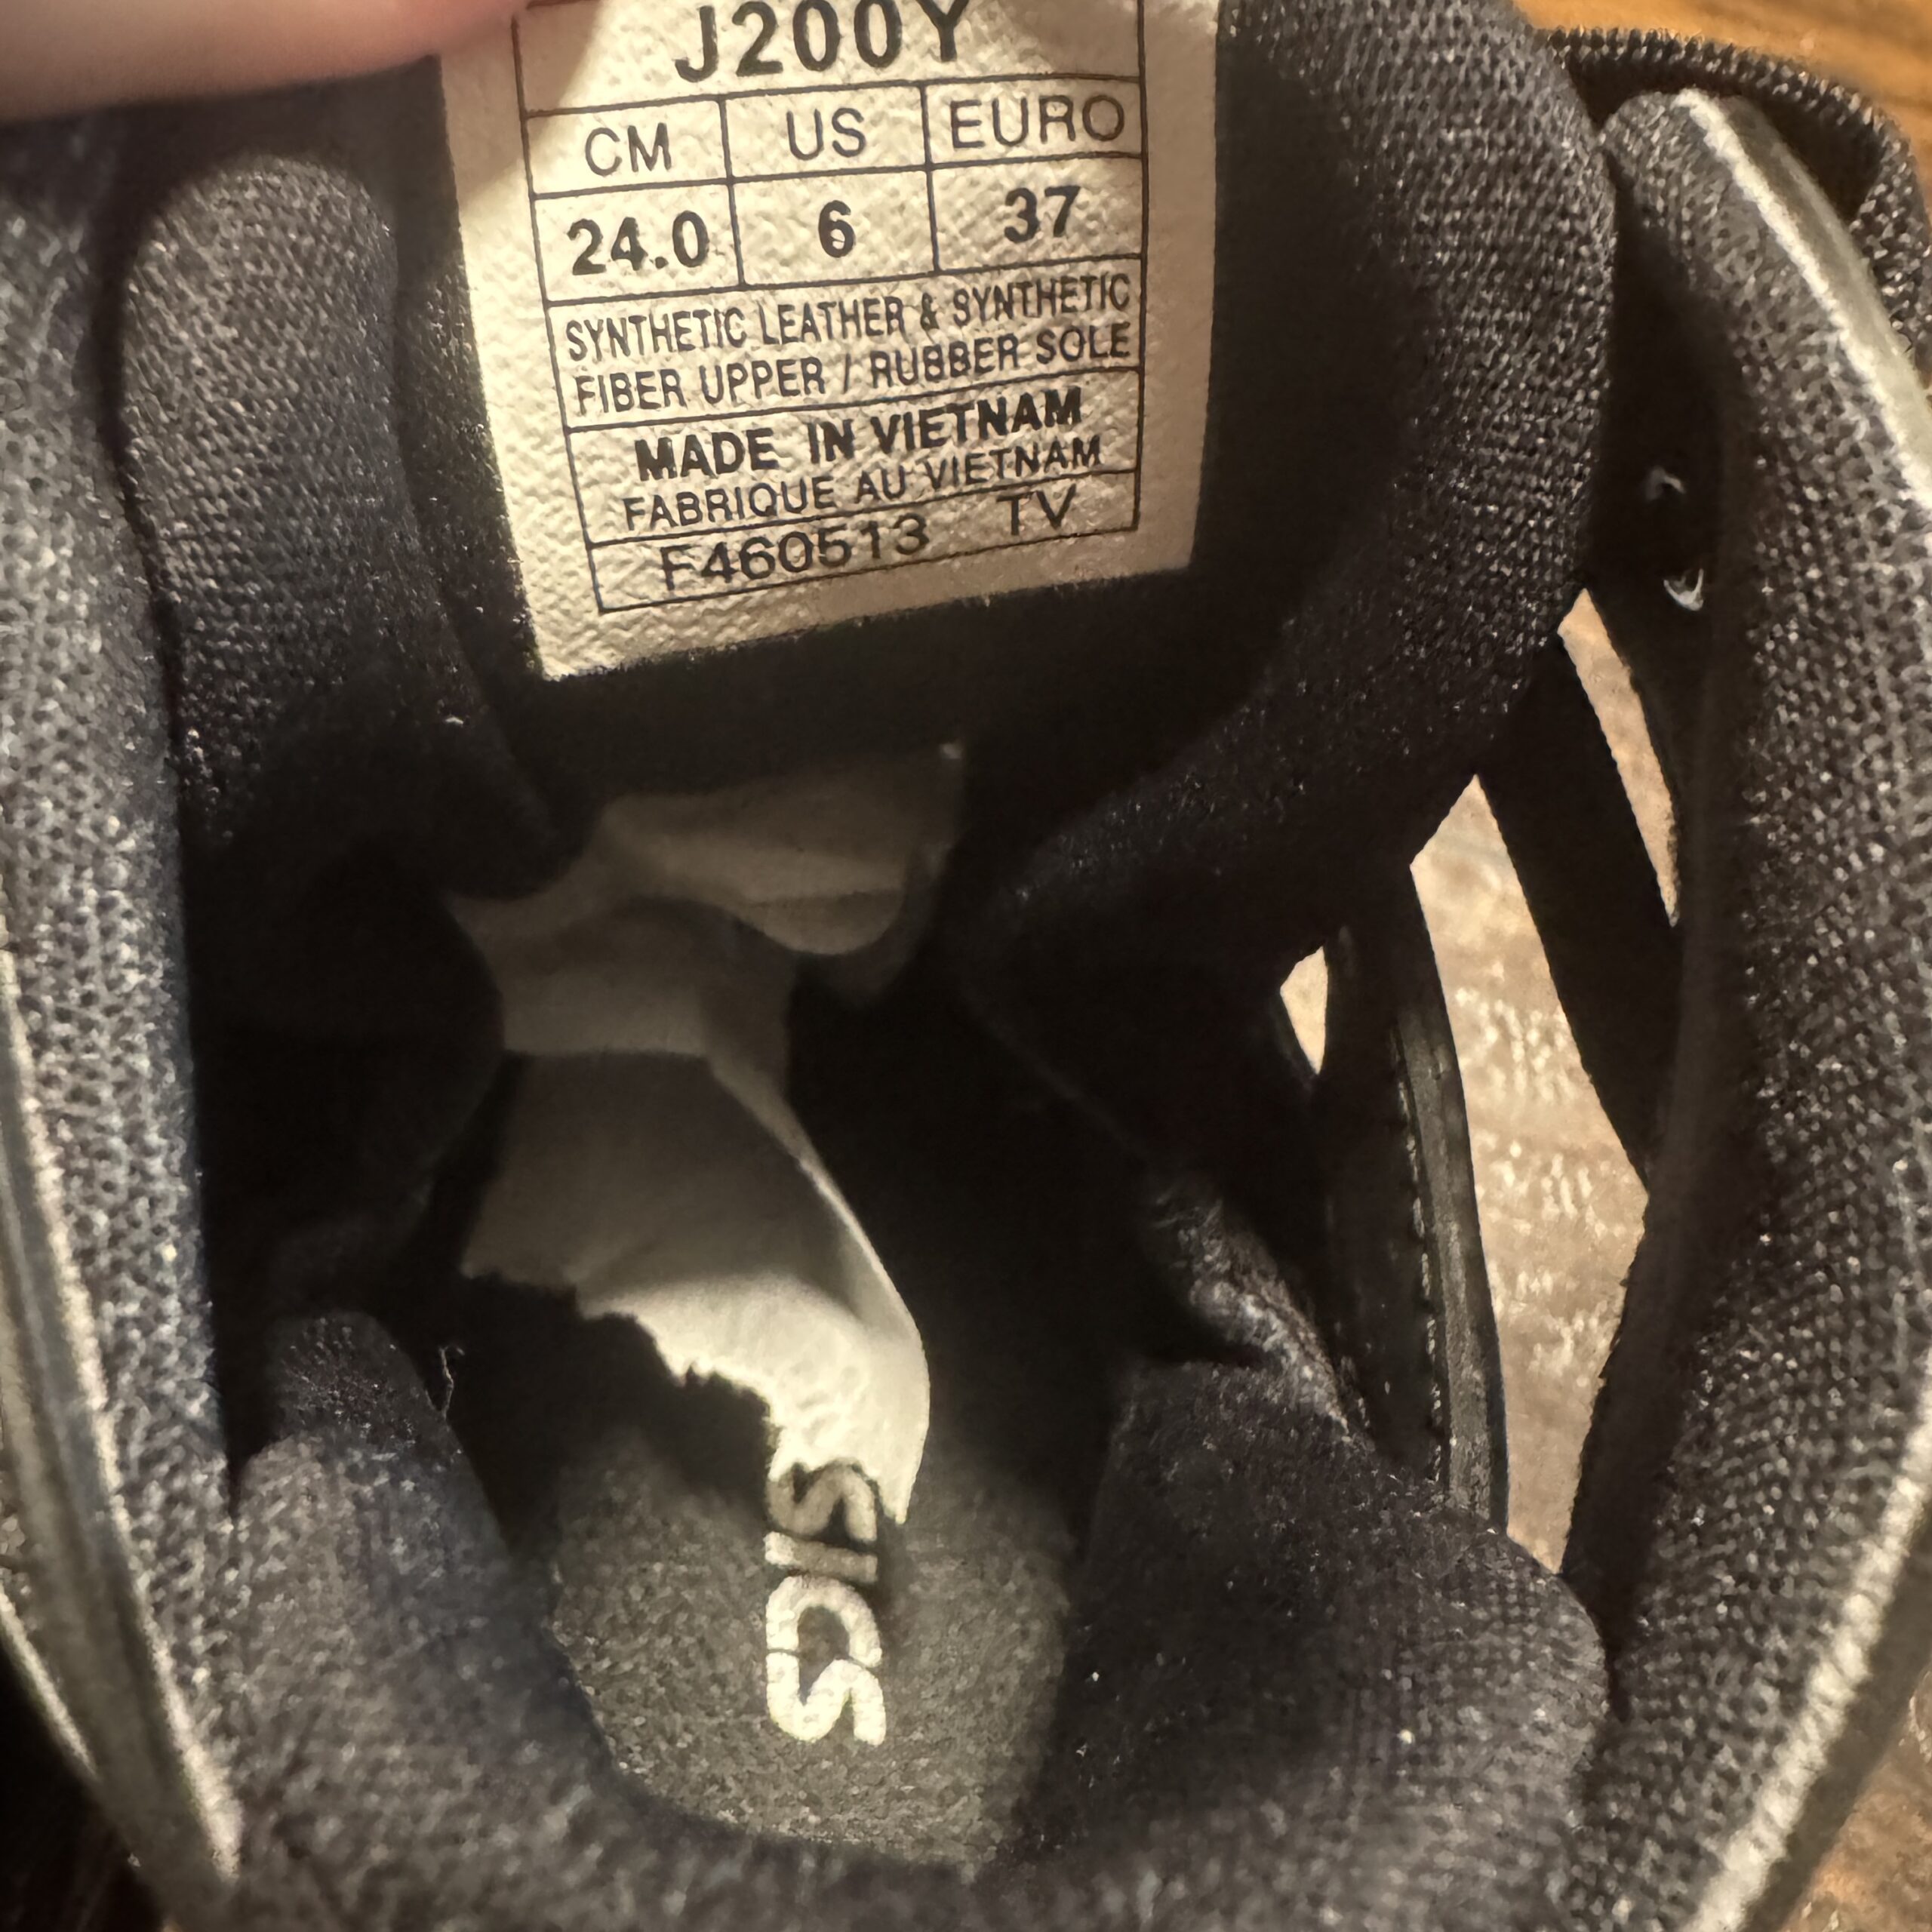 J200Y
CM US EURO
24.0 6 37
SYNTHETIC LEATHER & SYNTHETIC
FIBER UPPER / RUBBER SOLE
MADE IN VIETNAM
FABRIQUE AU VIETNAM
F460513 TV
SICS